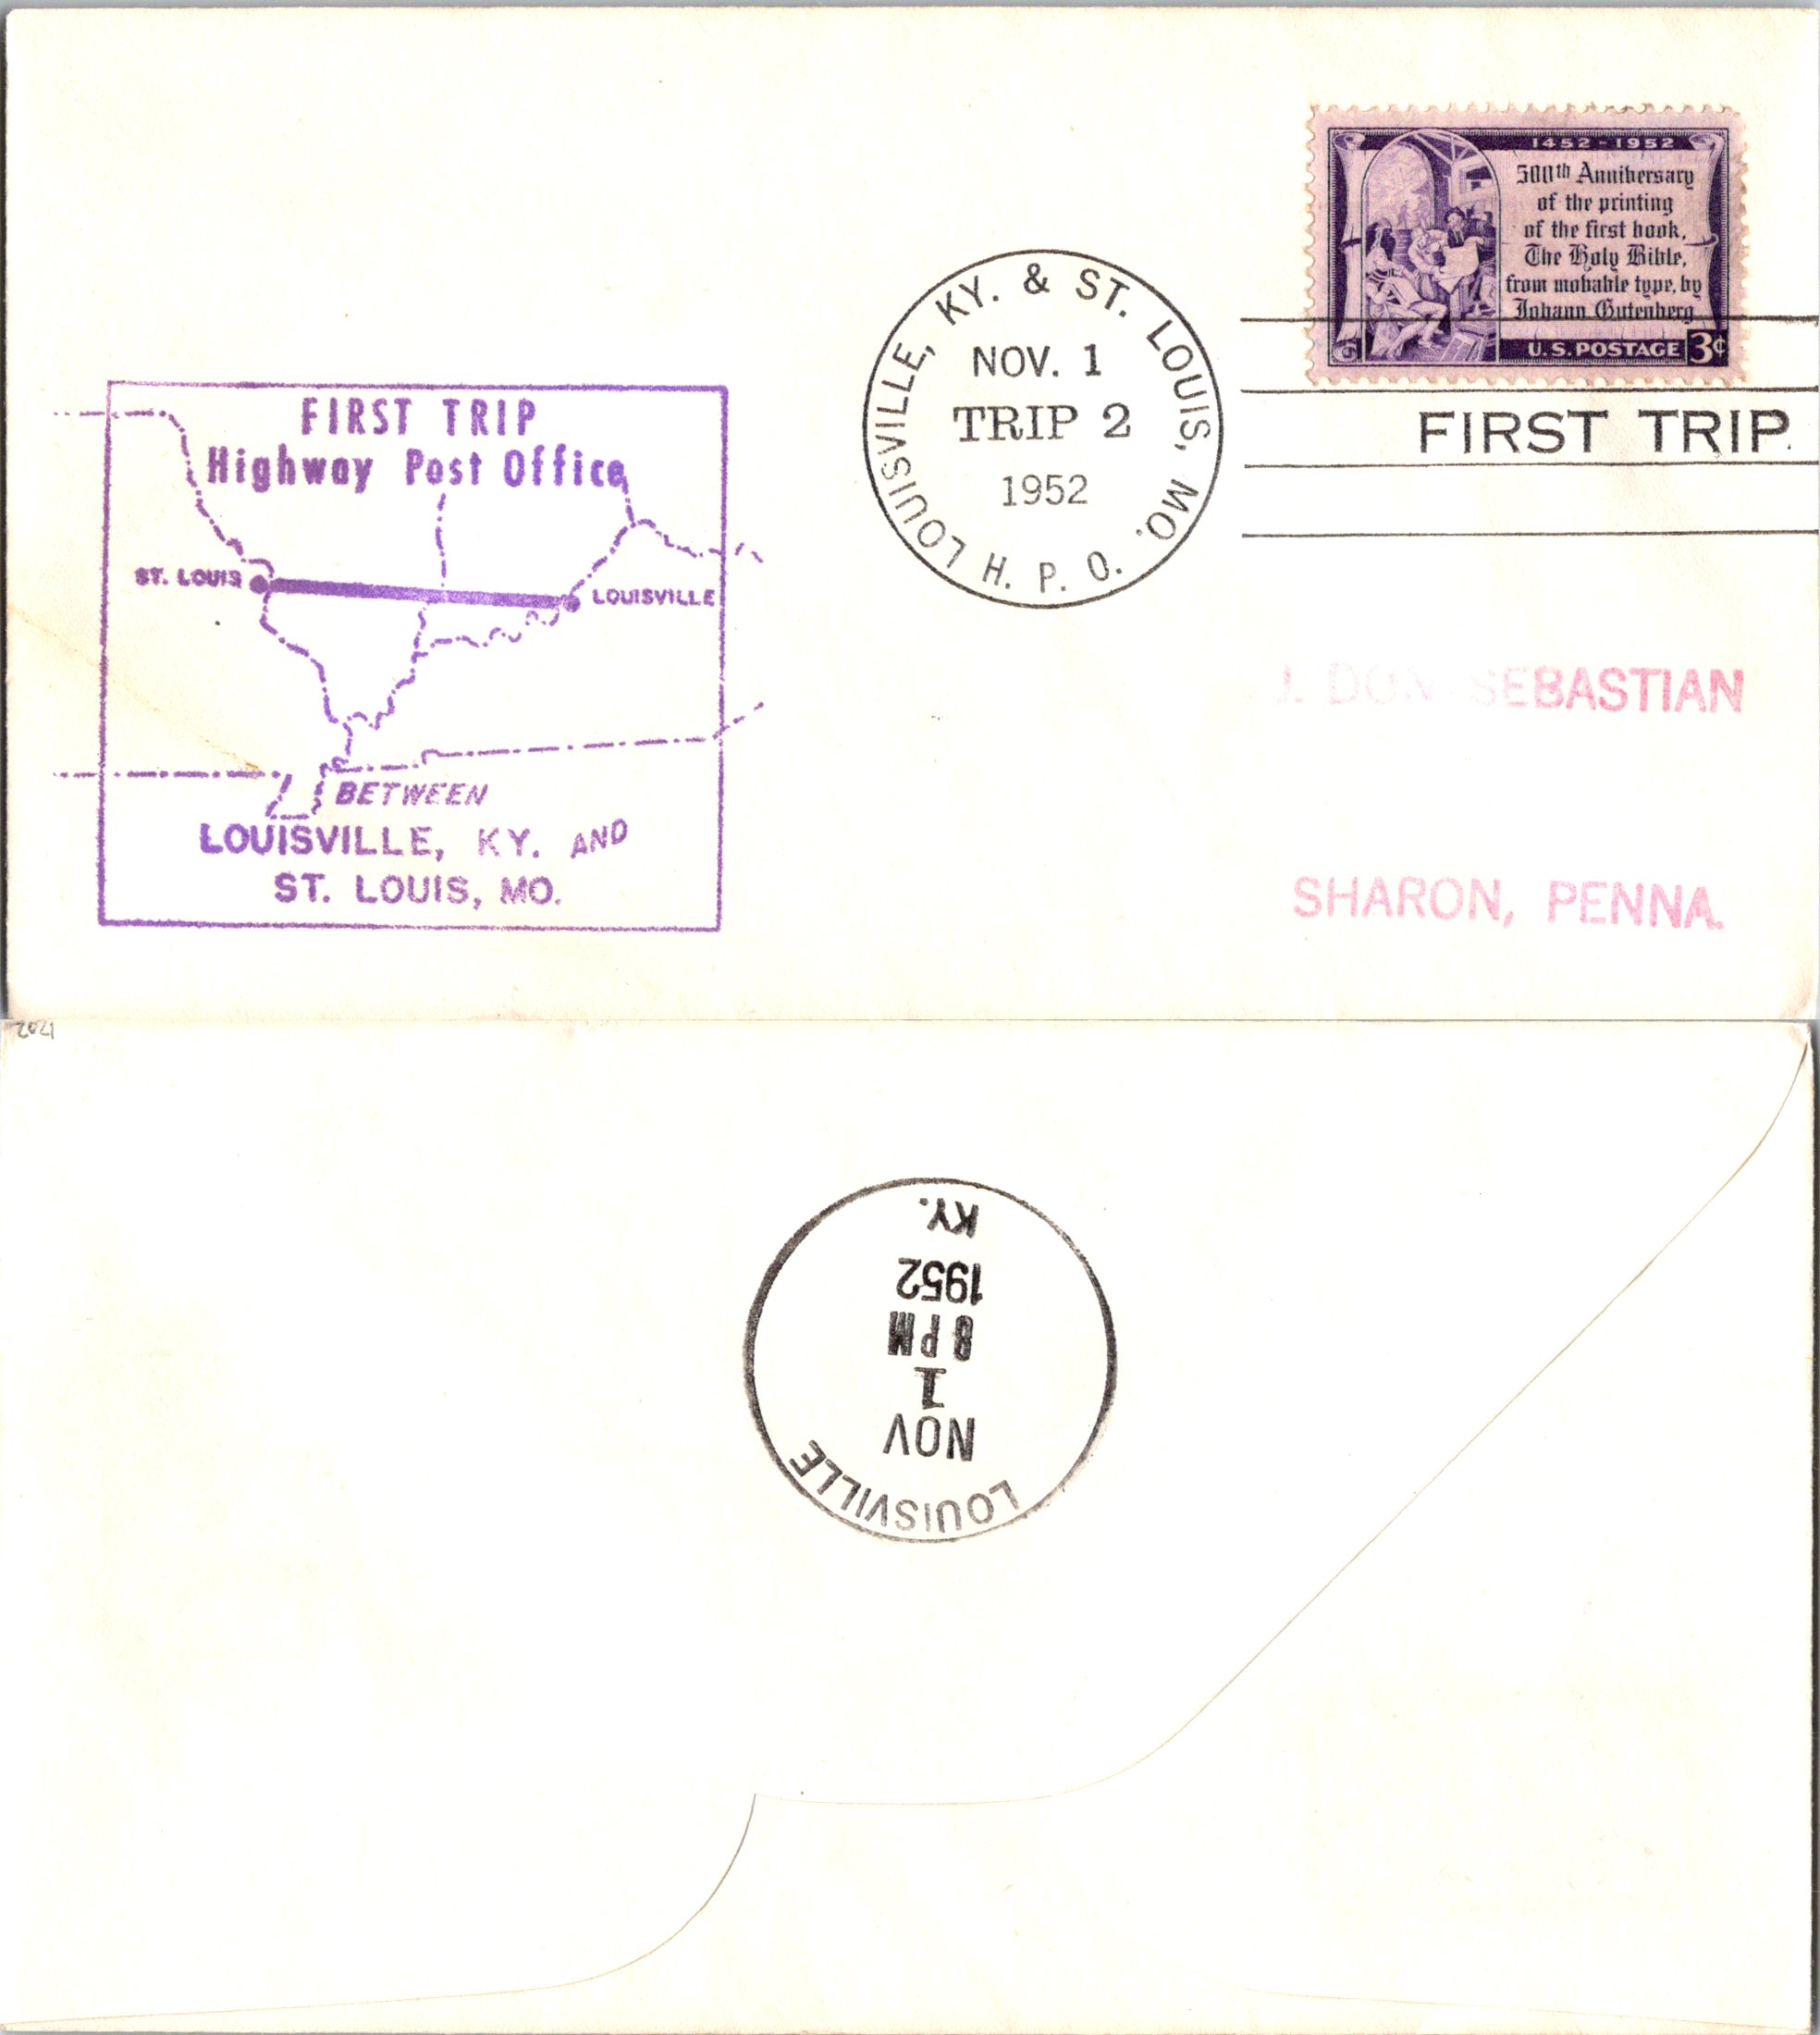 1452-1952
500th Anniversary
of the printing
of the first book,
The Holy Bible,
from movable type, by
Johann Gutenberg
U.S. POSTAGE 3¢
LOUISVILLE, KY. & ST. LOUIS, MO.
NOV. 1
TRIP 2
1952
H. P. O.
FIRST TRIP.
FIRST TRIP
Highway Post Office
ST. LOUIS
LOUISVILLE
BETWEEN
LOUISVILLE, KY. AND
ST. LOUIS, MO.
J. DON SEBASTIAN
SHARON, PENNA.
LOUISVILLE
NOV
1
8 PM
1952
KY.